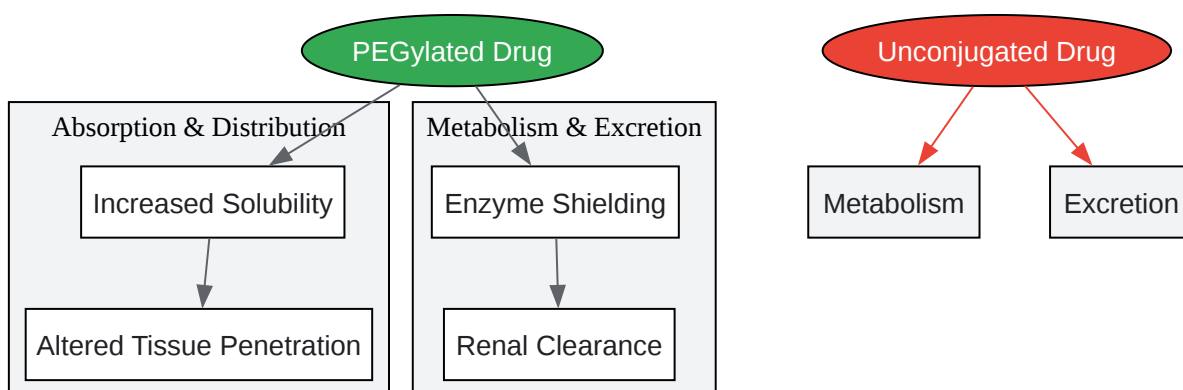 PEGylated Drug
Unconjugated Drug
Absorption & Distribution
Metabolism & Excretion
Increased Solubility
Enzyme Shielding
Metabolism
Excretion
Altered Tissue Penetration
Renal Clearance